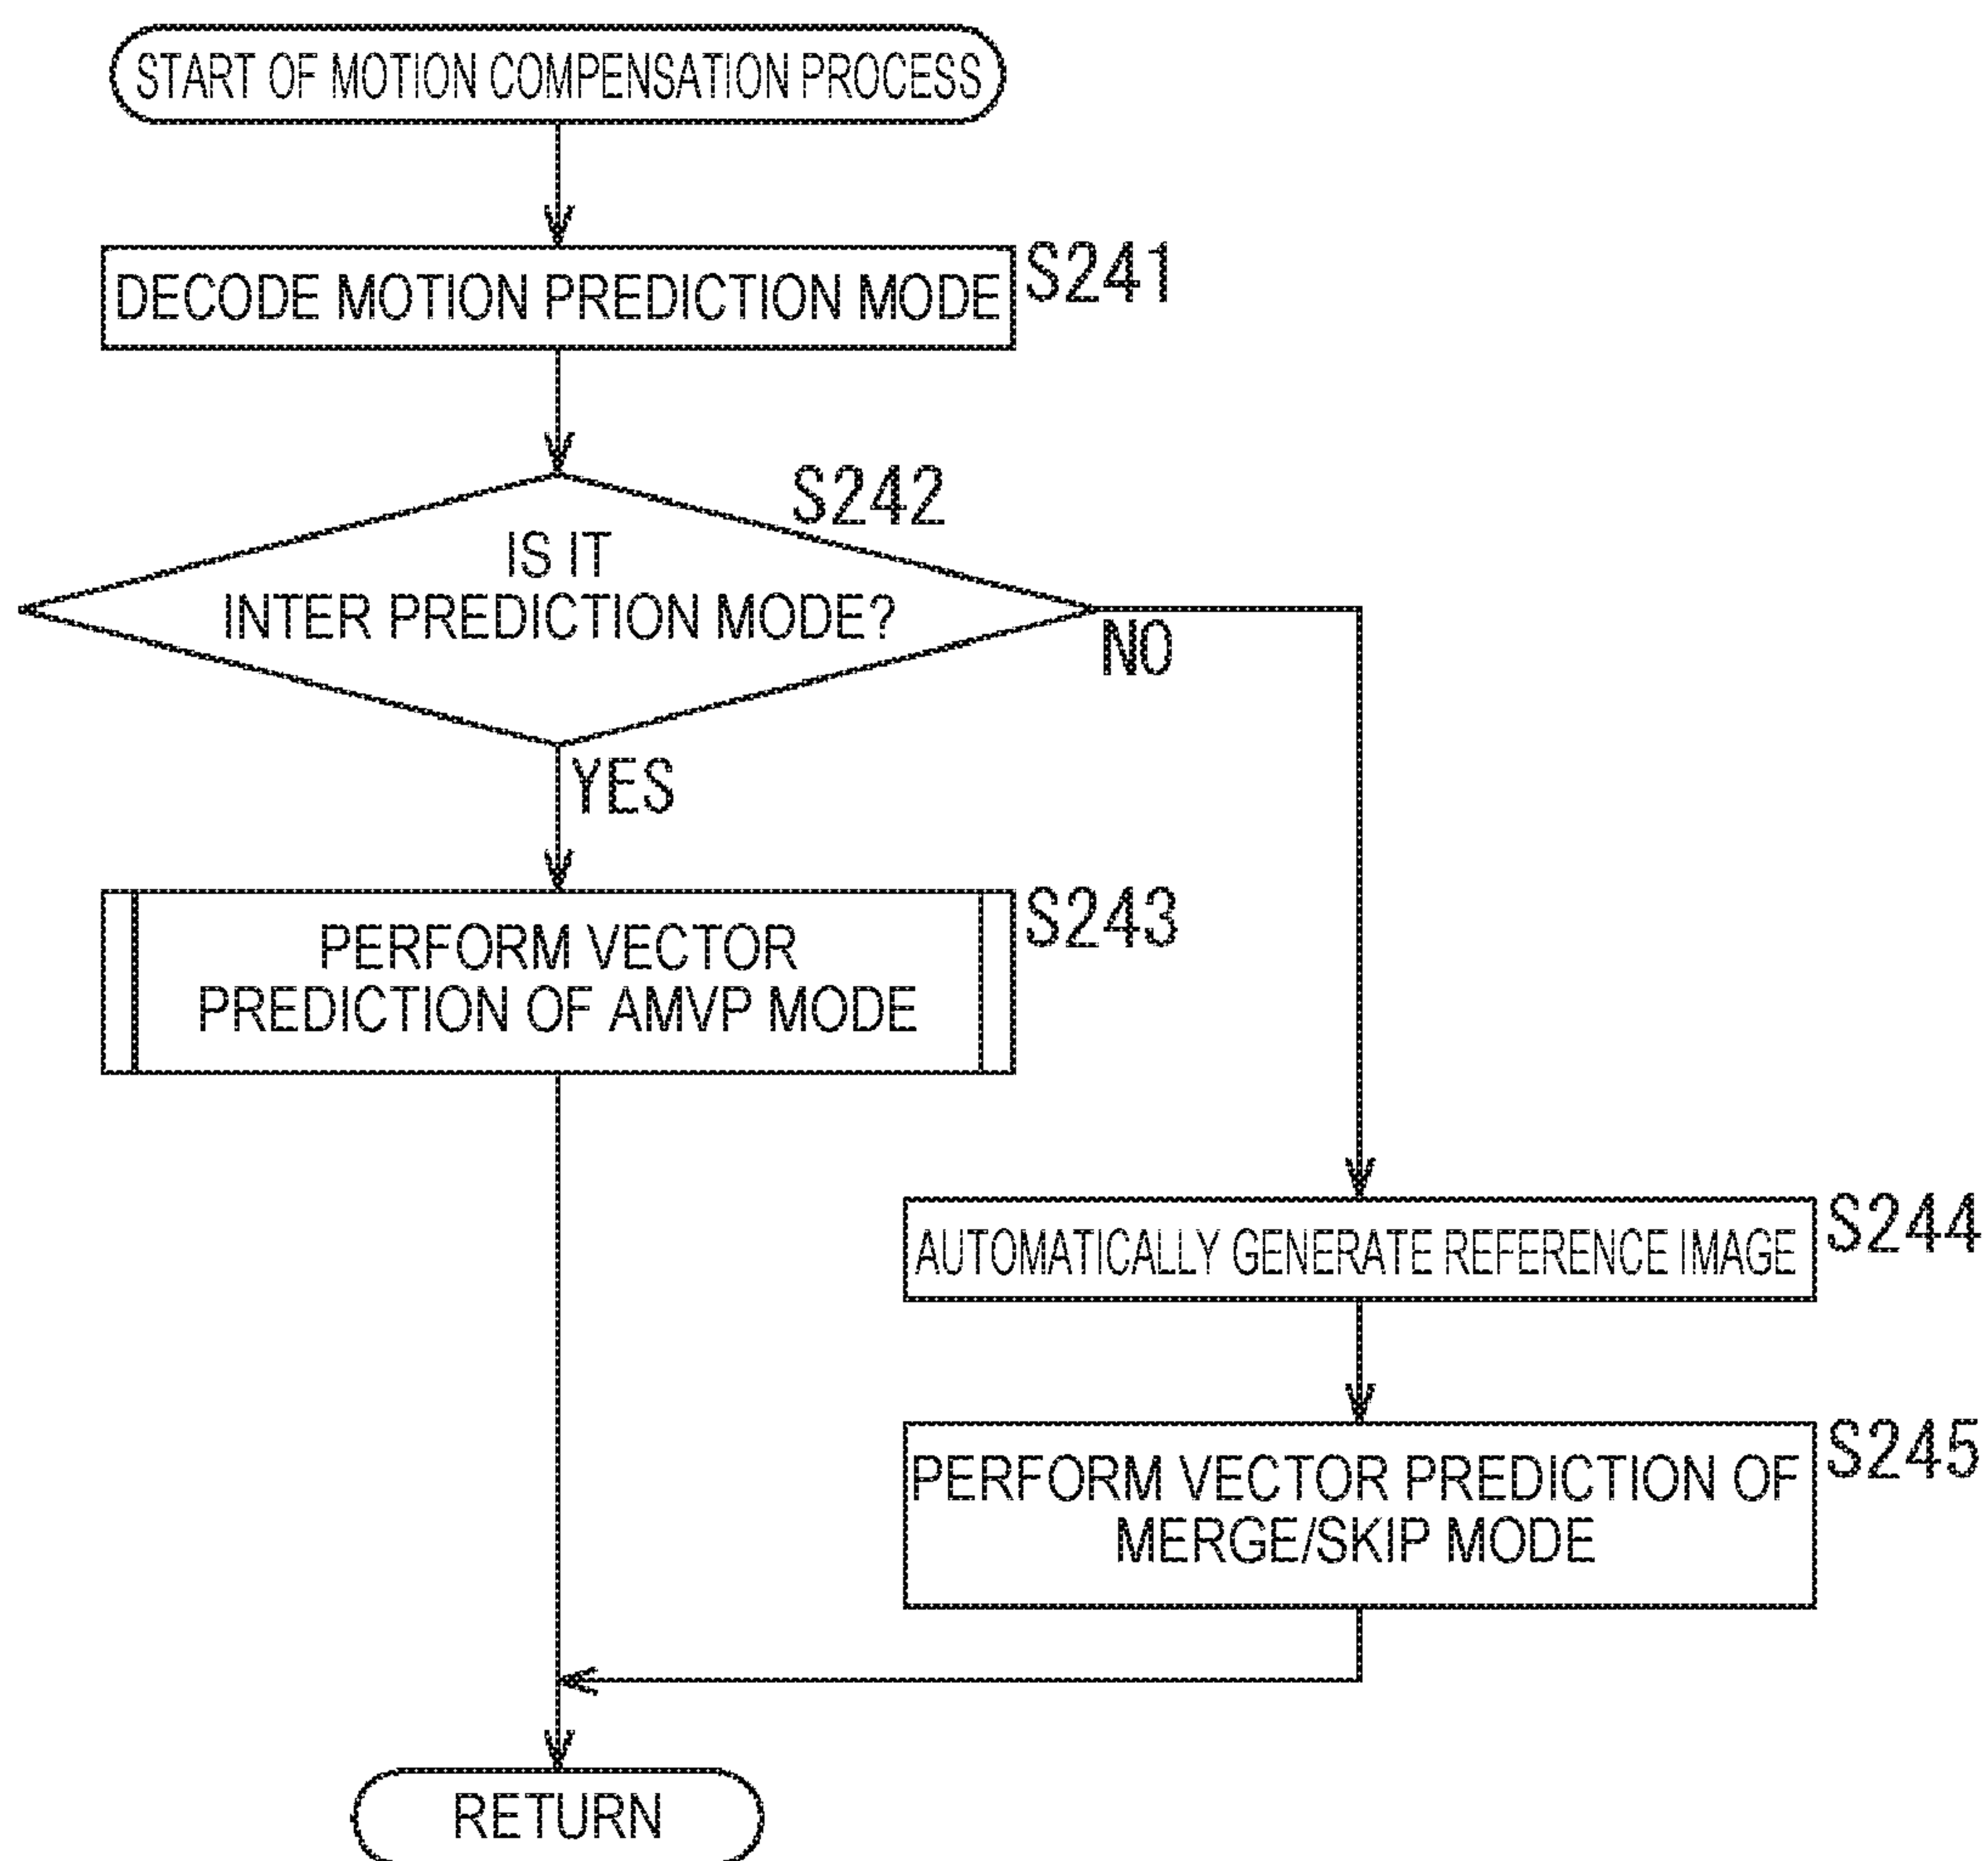 START OF MOTION COMPENSATION PROCESS
DECODE MOTION PREDICTION MODE
S241
S242
IS IT
INTER PREDICTION MODE?
NO
YES
S243
PERFORM VECTOR
PREDICTION OF AMVP MODE
S244
AUTOMATICALLY GENERATE REFERENCE IMAGE
S245
PERFORM VECTOR PREDICTION OF
MERGE/SKIP MODE
RETURN